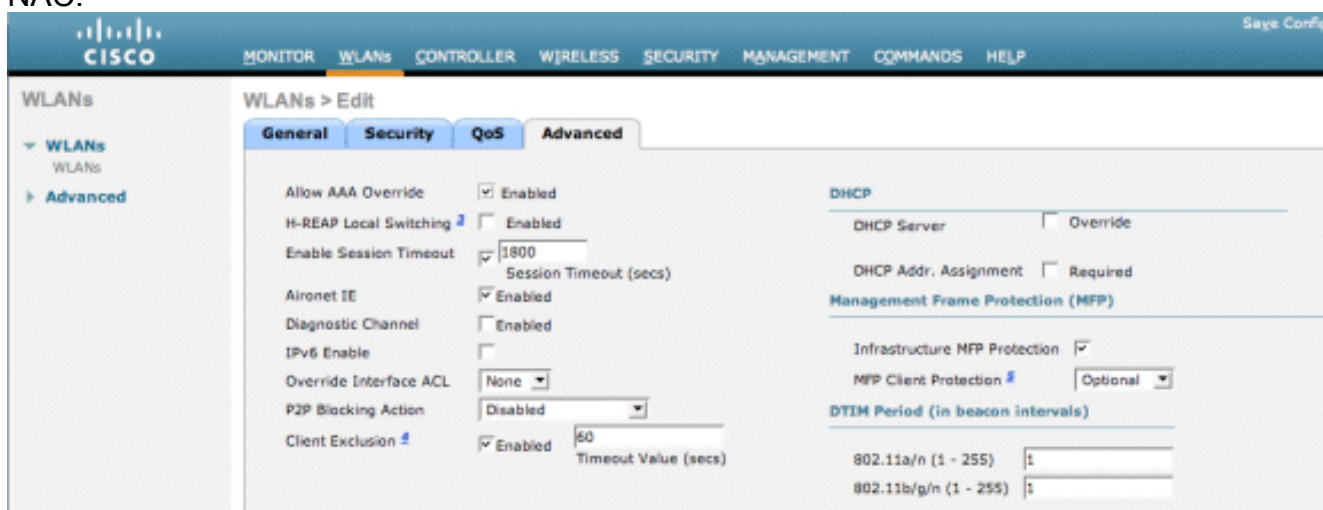 NAC.
Save Config
CISCO
MONITOR WLANs CONTROLLER WIRELESS SECURITY MANAGEMENT COMMANDS HELP
WLANs
WLANs
WLANs
Advanced
WLANs > Edit
General Security QoS Advanced
Allow AAA Override Enabled
H-REAP Local Switching 3 Enabled
Enable Session Timeout 1800
Session Timeout (secs)
Aironet IE Enabled
Diagnostic Channel Enabled
IPv6 Enable
Override Interface ACL None
P2P Blocking Action Disabled
Client Exclusion 4 Enabled 60
Timeout Value (secs)
DHCP
DHCP Server Override
DHCP Addr. Assignment Required
Management Frame Protection (MFP)
Infrastructure MFP Protection
MFP Client Protection 5 Optional
DTIM Period (in beacon intervals)
802.11a/n (1 - 255) 1
802.11b/g/n (1 - 255) 1